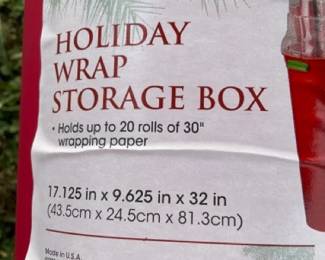 HOLIDAY
WRAP
STORAGE BOX
• Holds up to 20 rolls of 30"
wrapping paper
17.125 in x 9.625 in x 32 in
(43.5cm x 24.5cm x 81.3cm)
Made in U.S.A.